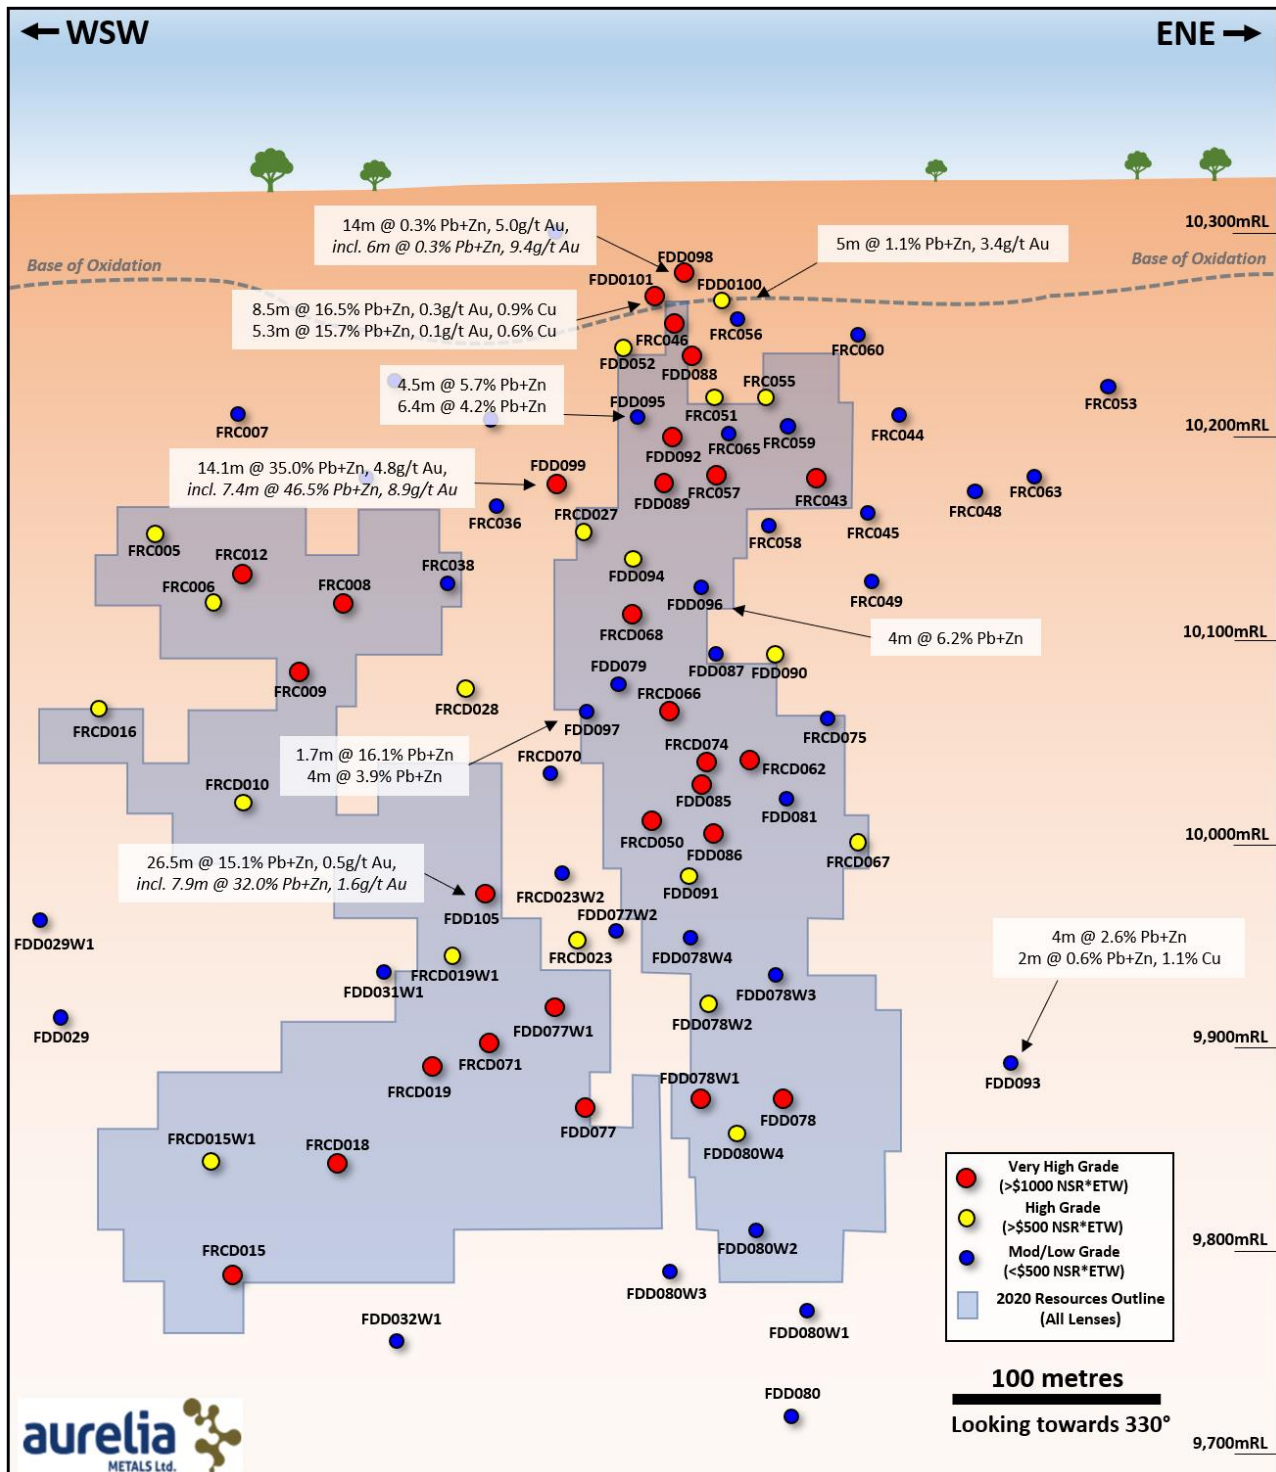 ← WSW
ENE →
14m @ 0.3% Pb+Zn, 5.0g/t Au,
incl. 6m @ 0.3% Pb+Zn, 9.4g/t Au
5m @ 1.1% Pb+Zn, 3.4g/t Au
10,300mRL
Base of Oxidation
Base of Oxidation
FDD098
FDD0101
FDD0100
8.5m @ 16.5% Pb+Zn, 0.3g/t Au, 0.9% Cu
5.3m @ 15.7% Pb+Zn, 0.1g/t Au, 0.6% Cu
FRC046
FRC056
FRC060
FDD052
FDD088
4.5m @ 5.7% Pb+Zn
6.4m @ 4.2% Pb+Zn
FDD095
FRC055
FRC051
FRC053
FRC007
FRC065
FRC059
FRC044
10,200mRL
FDD092
14.1m @ 35.0% Pb+Zn, 4.8g/t Au,
incl. 7.4m @ 46.5% Pb+Zn, 8.9g/t Au
FDD099
FDD089
FRC057
FRC043
FRC063
FRC048
FRC036
FRCD027
FRC045
FRC058
FRC005
FRC012
FRC038
FDD094
FRC006
FRC008
FDD096
FRC049
FRCD068
4m @ 6.2% Pb+Zn
10,100mRL
FDD087
FDD090
FRC009
FDD079
FRCD066
FRCD028
FRCD016
FDD097
FRCD075
1.7m @ 16.1% Pb+Zn
4m @ 3.9% Pb+Zn
FRCD070
FRCD074
FRCD062
FRCD010
FDD085
FDD081
FRCD050
FDD086
FRCD067
10,000mRL
26.5m @ 15.1% Pb+Zn, 0.5g/t Au,
incl. 7.9m @ 32.0% Pb+Zn, 1.6g/t Au
FDD091
FRCD023W2
FDD105
FDD077W2
FDD029W1
FRCD023
FDD078W4
4m @ 2.6% Pb+Zn
2m @ 0.6% Pb+Zn, 1.1% Cu
FRCD019W1
FDD031W1
FDD078W3
FDD029
FDD077W1
FDD078W2
9,900mRL
FRCD071
FRCD019
FDD078W1
FDD078
FDD093
FDD077
FDD080W4
FRCD015W1
FRCD018
Very High Grade
(>$1000 NSR*ETW)
High Grade
(>$500 NSR*ETW)
Mod/Low Grade
(<$500 NSR*ETW)
2020 Resources Outline
(All Lenses)
9,800mRL
FDD080W2
FRCD015
FDD080W3
FDD032W1
FDD080W1
100 metres
Looking towards 330°
FDD080
aurelia
METALS Ltd.
9,700mRL